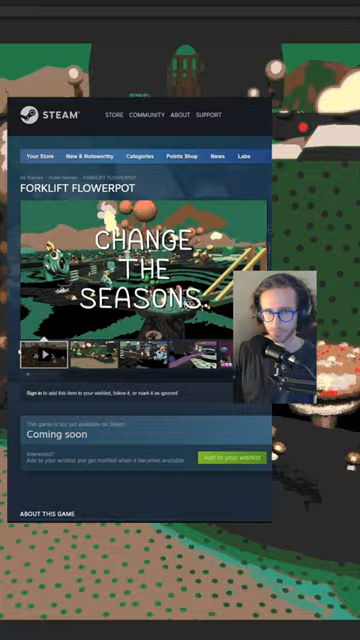 STEAM
STORE COMMUNITY ABOUT SUPPORT
Your Store New & Noteworthy Categories Points Shop News Labs
All Games > Indie Games > FORKLIFT FLOWERPOT
FORKLIFT FLOWERPOT
CHANGE
THE
SEASONS.
Sign in to add this item to your wishlist, follow it, or mark it as ignored
This game is not yet available on Steam
Coming soon
Interested?
Add to your wishlist and get notified when it becomes available
Add to your wishlist
ABOUT THIS GAME